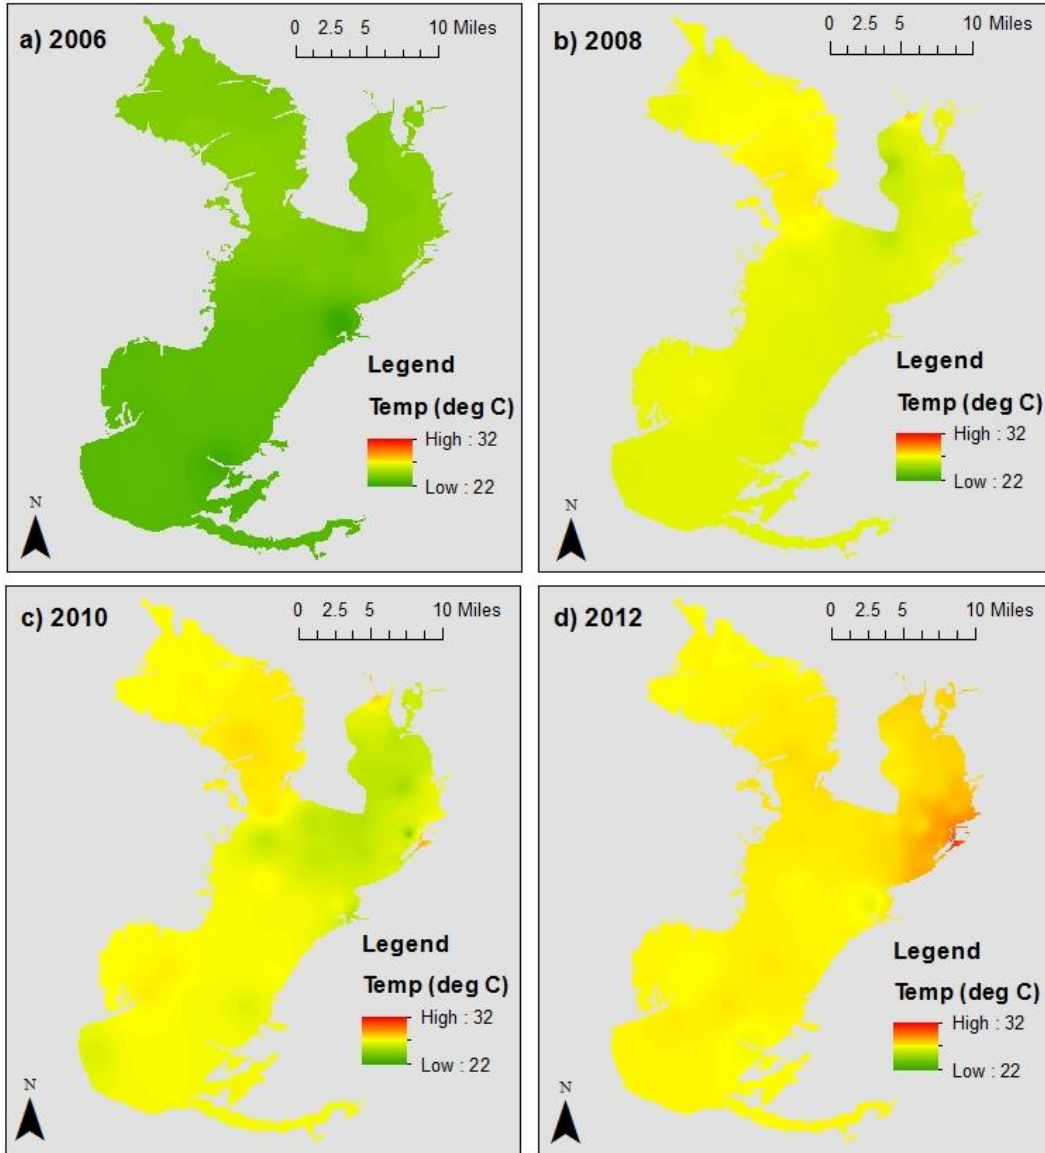 a) 2006
0 2.5 5 10 Miles
Legend
Temp (deg C)
High : 32
Low : 22
N
b) 2008
0 2.5 5 10 Miles
Legend
Temp (deg C)
High : 32
Low : 22
N
c) 2010
0 2.5 5 10 Miles
Legend
Temp (deg C)
High : 32
Low : 22
N
d) 2012
0 2.5 5 10 Miles
Legend
Temp (deg C)
High : 32
Low : 22
N